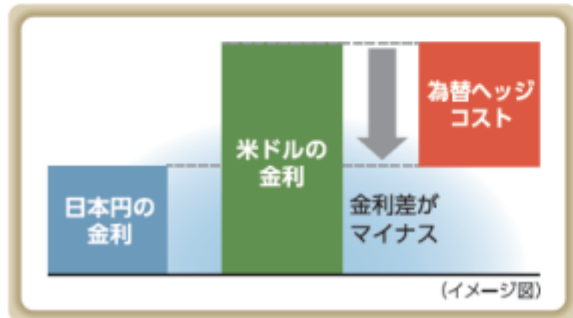 日本円の
金利
米ドルの
金利
金利差が
マイナス
為替ヘッジ
コスト
(イメージ図)